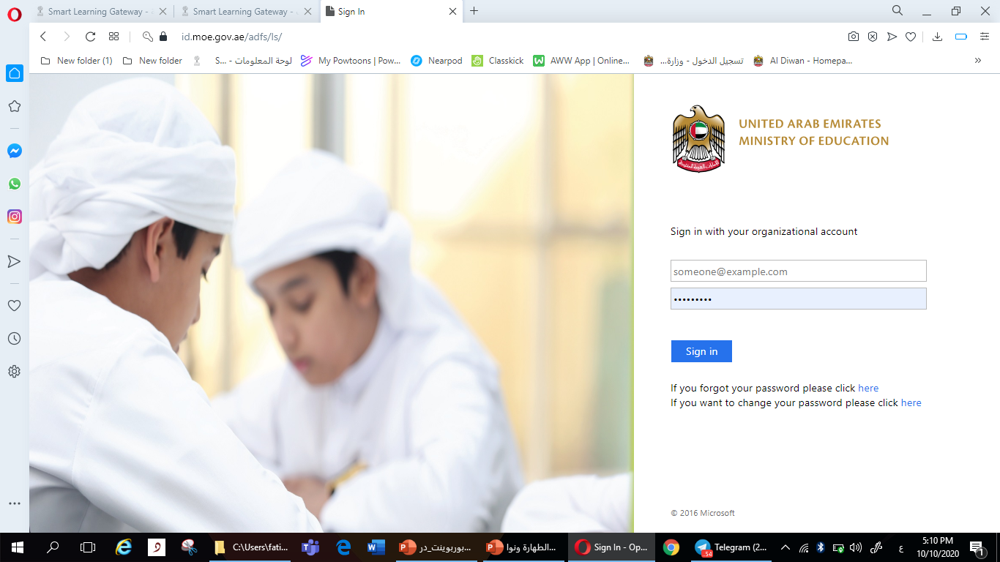 Smart Learning Gateway -
Smart Learning Gateway -
Sign In
id.moe.gov.ae/adfs/ls/
New folder (1)
New folder
لوحة المعلومات - ...S
My Powtoons | Pow...
Nearpod
Classkick
AWW App | Online...
تسجيل الدخول - وزارة...
Al Diwan - Homepa...
»
UNITED ARAB EMIRATES
MINISTRY OF EDUCATION
Sign in with your organizational account
someone@example.com
•••••••••
Sign in
If you forgot your password please click here
If you want to change your password please click here
© 2016 Microsoft
C:\Users\fati...
بوربوينت_در...
الطهارة ونوا...
Sign In - Op...
54
Telegram (2...
ع
5:10 PM
10/10/2020
1